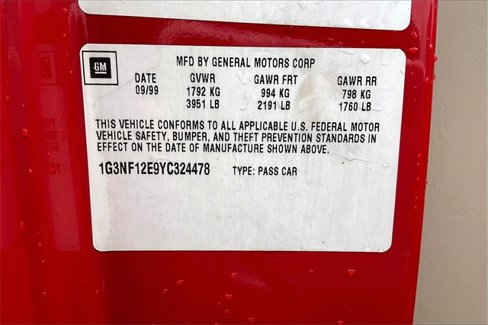 GM
MFD BY GENERAL MOTORS CORP
DATE GVWR GAWR FRT GAWR RR
09/99 1792 KG 994 KG 798 KG
3951 LB 2191 LB 1760 LB
THIS VEHICLE CONFORMS TO ALL APPLICABLE U.S. FEDERAL MOTOR
VEHICLE SAFETY, BUMPER, AND THEFT PREVENTION STANDARDS IN
EFFECT ON THE DATE OF MANUFACTURE SHOWN ABOVE.
1G3NF12E9YC324478 TYPE: PASS CAR